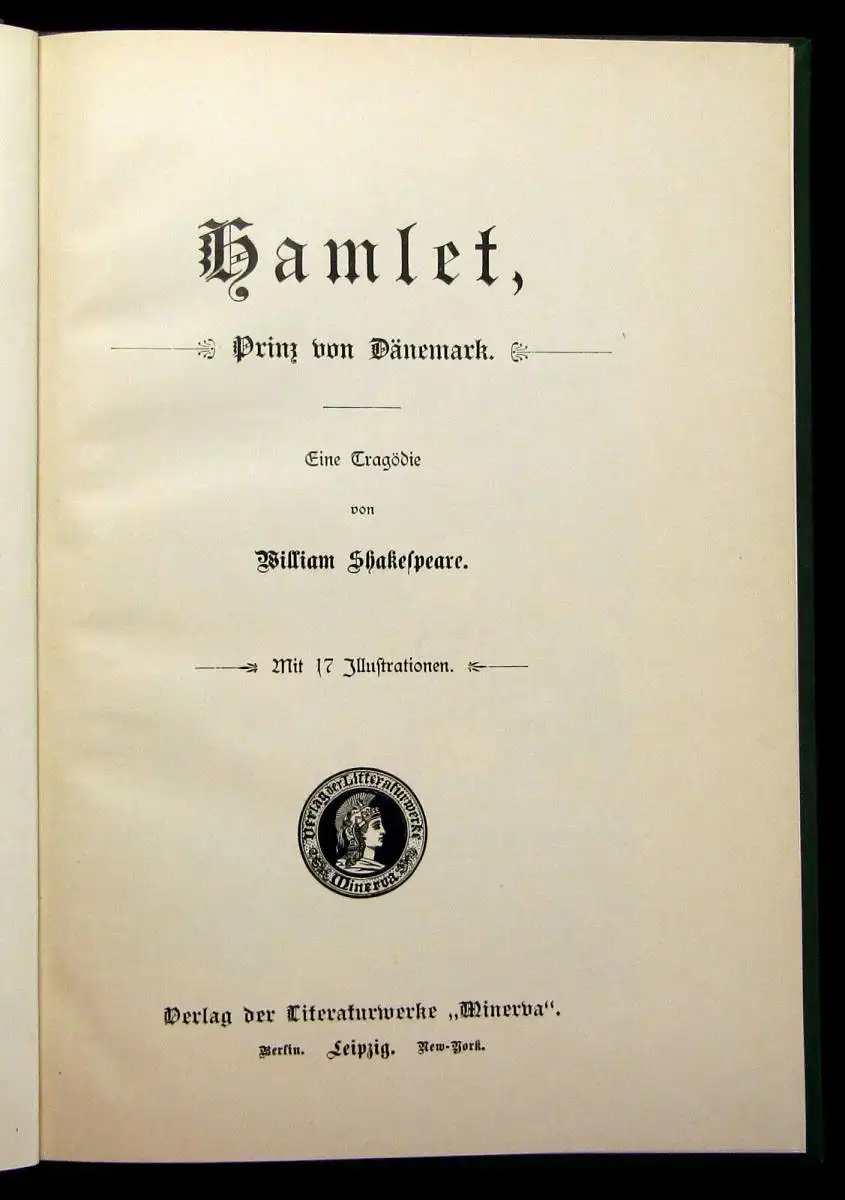 Hamlet,
Prinz von Dänemark.
Eine Tragödie
von
William Shakeſpeare.
Mit 17 Illuſtrationen.
Verlag der Litteraturwerke
Minerva
Verlag der Literaturwerke „Minerva“.
Berlin. Leipzig. New-York.